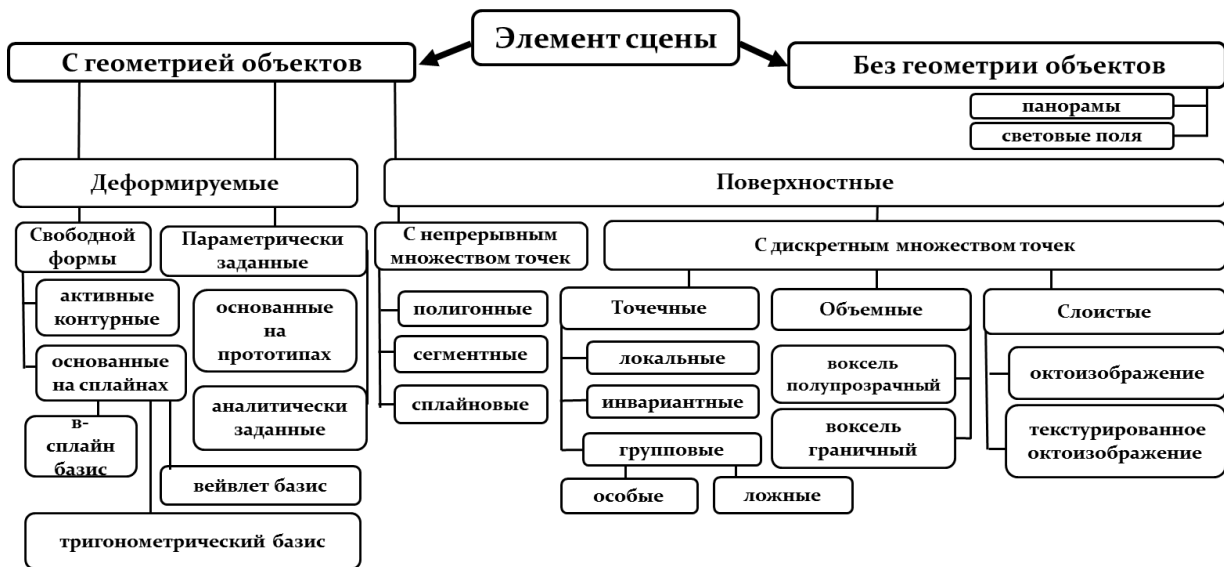 Элемент сцены
С геометрией объектов
Без геометрии объектов
панорамы
световые поля
Деформируемые
Поверхностные
Свободной
формы
Параметрически
заданные
С непрерывным
множеством точек
С дискретным множеством точек
активные
контурные
основанные
на сплайнах
в-
сплайн
базис
вейвлет базис
тригонометрический базис
основанные
на
прототипах
аналитически
заданные
полигонные
сегментные
сплайновые
Точечные
локальные
инвариантные
групповые
особые
ложные
Объемные
воксель
полупрозрачный
воксель
граничный
Слоистые
октоизображение
текстурированное
октоизображение